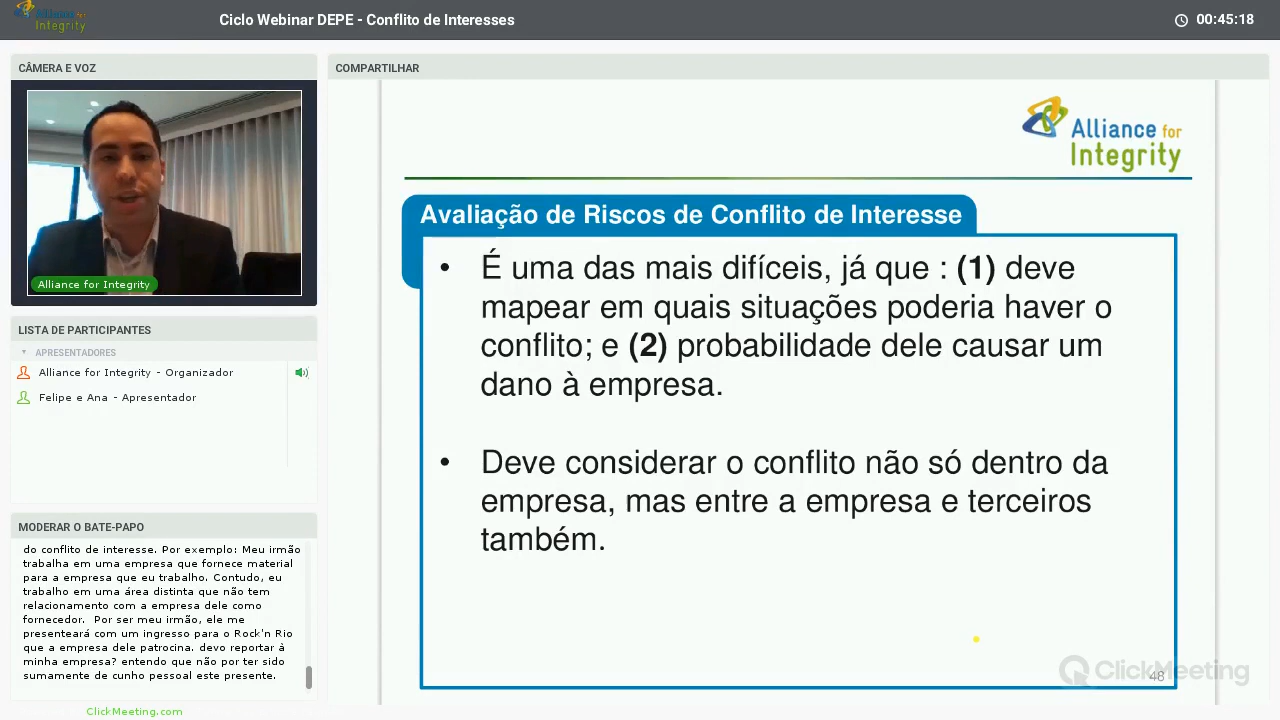 Alliance for
Integrity
Ciclo Webinar DEPE - Conflito de Interesses
00:45:18
CÂMERA E VOZ
Alliance for Integrity
LISTA DE PARTICIPANTES
APRESENTADORES
Alliance for Integrity - Organizador
Felipe e Ana - Apresentador
MODERAR O BATE-PAPO
do conflito de interesse. Por exemplo: Meu irmão
trabalha em uma empresa que fornece material
para a empresa que eu trabalho. Contudo, eu
trabalho em uma área distinta que não tem
relacionamento com a empresa dele como
fornecedor.  Por ser meu irmão, ele me
presenteará com um ingresso para o Rock'n Rio
que a empresa dele patrocina. devo reportar à
minha empresa? entendo que não por ter sido
sumamente de cunho pessoal este presente.
ClickMeeting.com
COMPARTILHAR
Alliance for
Integrity
Avaliação de Riscos de Conflito de Interesse
• É uma das mais difíceis, já que : (1) deve
mapear em quais situações poderia haver o
conflito; e (2) probabilidade dele causar um
dano à empresa.
• Deve considerar o conflito não só dentro da
empresa, mas entre a empresa e terceiros
também.
ClickMeeting
48